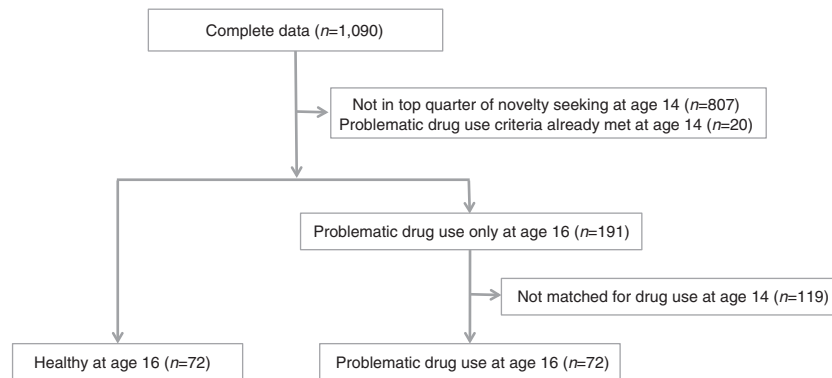 Complete data (n=1,090)
Not in top quarter of novelty seeking at age 14 (n=807)
Problematic drug use criteria already met at age 14 (n=20)
Problematic drug use only at age 16 (n=191)
Not matched for drug use at age 14 (n=119)
Healthy at age 16 (n=72)
Problematic drug use at age 16 (n=72)